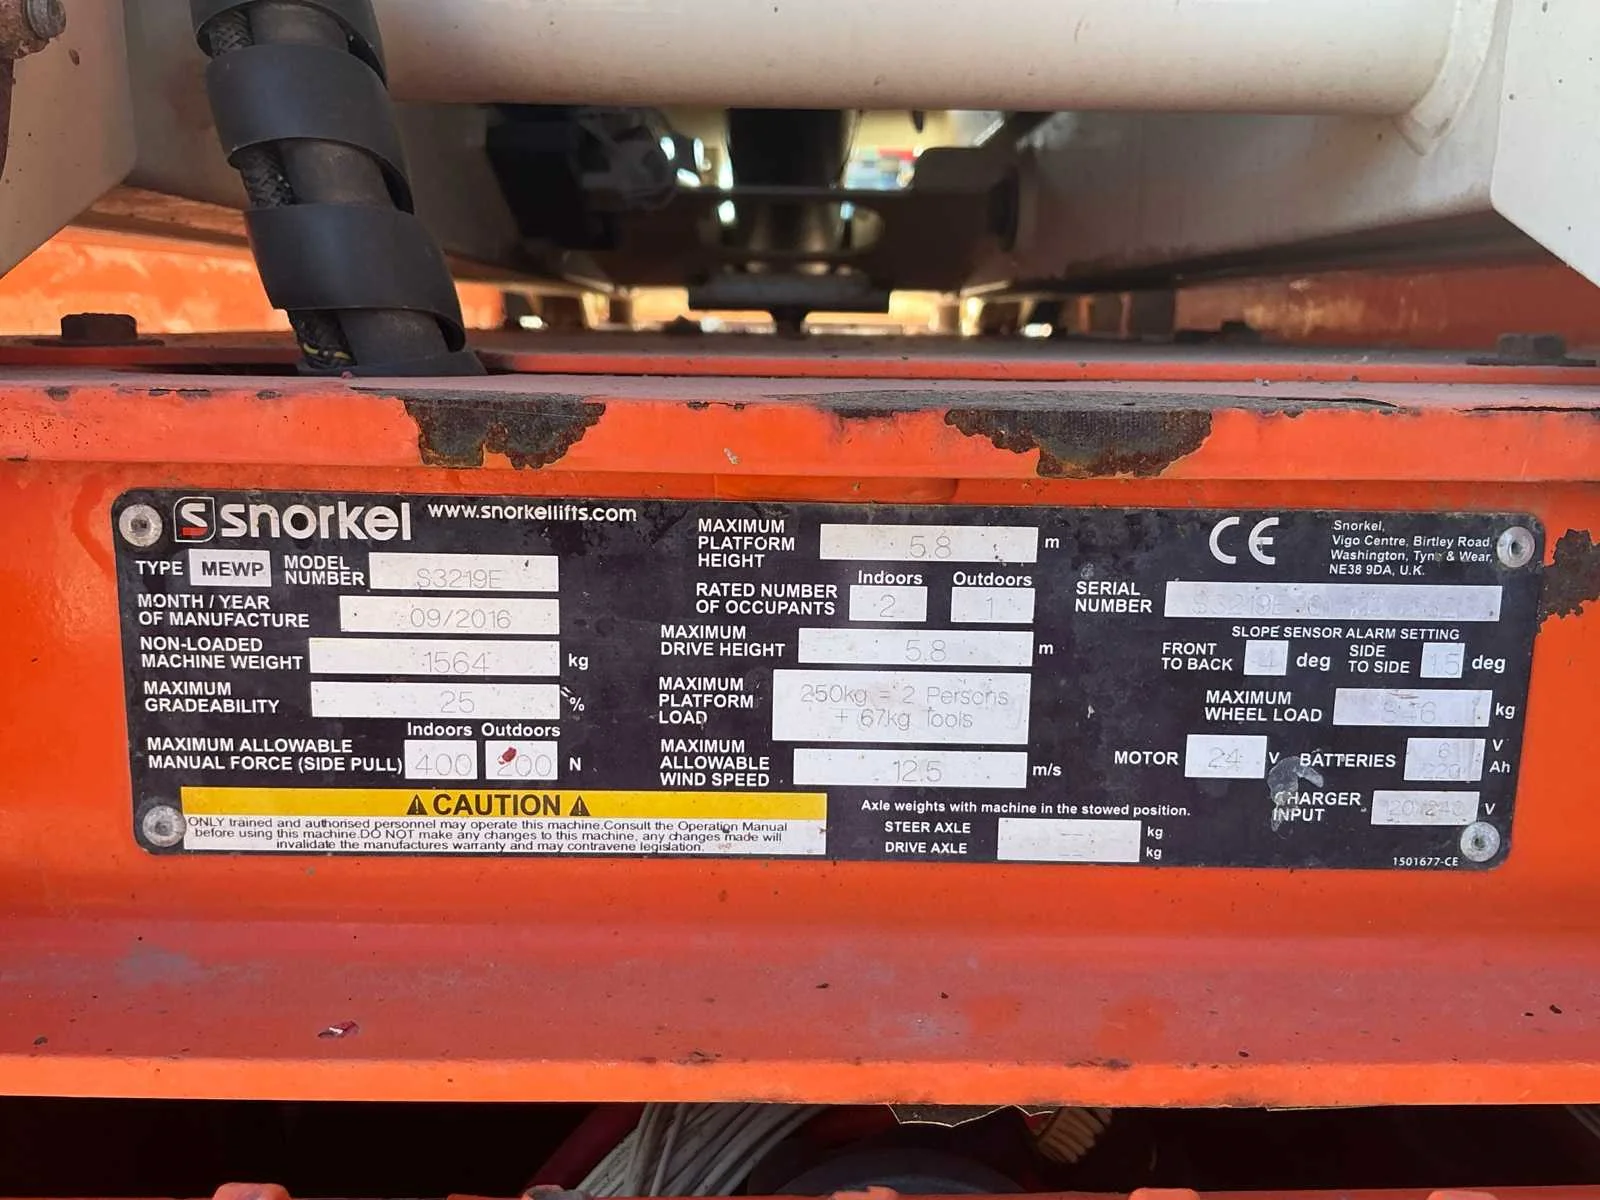 S snorkel www.snorkellifts.com
TYPE MEWP MODEL NUMBER S3219E
MONTH / YEAR OF MANUFACTURE 09/2016
NON-LOADED MACHINE WEIGHT 1564 kg
MAXIMUM GRADEABILITY 25 %
Indoors Outdoors
MAXIMUM ALLOWABLE MANUAL FORCE (SIDE PULL) 400 200 N
CAUTION
ONLY trained and authorised personnel may operate this machine.Consult the Operation Manual
before using this machine.DO NOT make any changes to this machine, any changes made will
invalidate the manufactures warranty and may contravene legislation.
MAXIMUM PLATFORM HEIGHT 5.8 m
Indoors Outdoors
RATED NUMBER OF OCCUPANTS 2 1
MAXIMUM DRIVE HEIGHT 5.8 m
MAXIMUM PLATFORM LOAD 250kg = 2 Persons
+ 67kg Tools
MAXIMUM ALLOWABLE WIND SPEED 12.5 m/s
Axle weights with machine in the stowed position.
STEER AXLE -- kg
DRIVE AXLE -- kg
CE
Snorkel,
Vigo Centre, Birtley Road,
Washington, Tyne & Wear,
NE38 9DA, U.K.
SERIAL NUMBER
SLOPE SENSOR ALARM SETTING
FRONT TO BACK 4 deg SIDE TO SIDE 1.5 deg
MAXIMUM WHEEL LOAD kg
MOTOR 24 V BATTERIES 6 V
220 Ah
CHARGER INPUT 120/240 V
1501677-CE